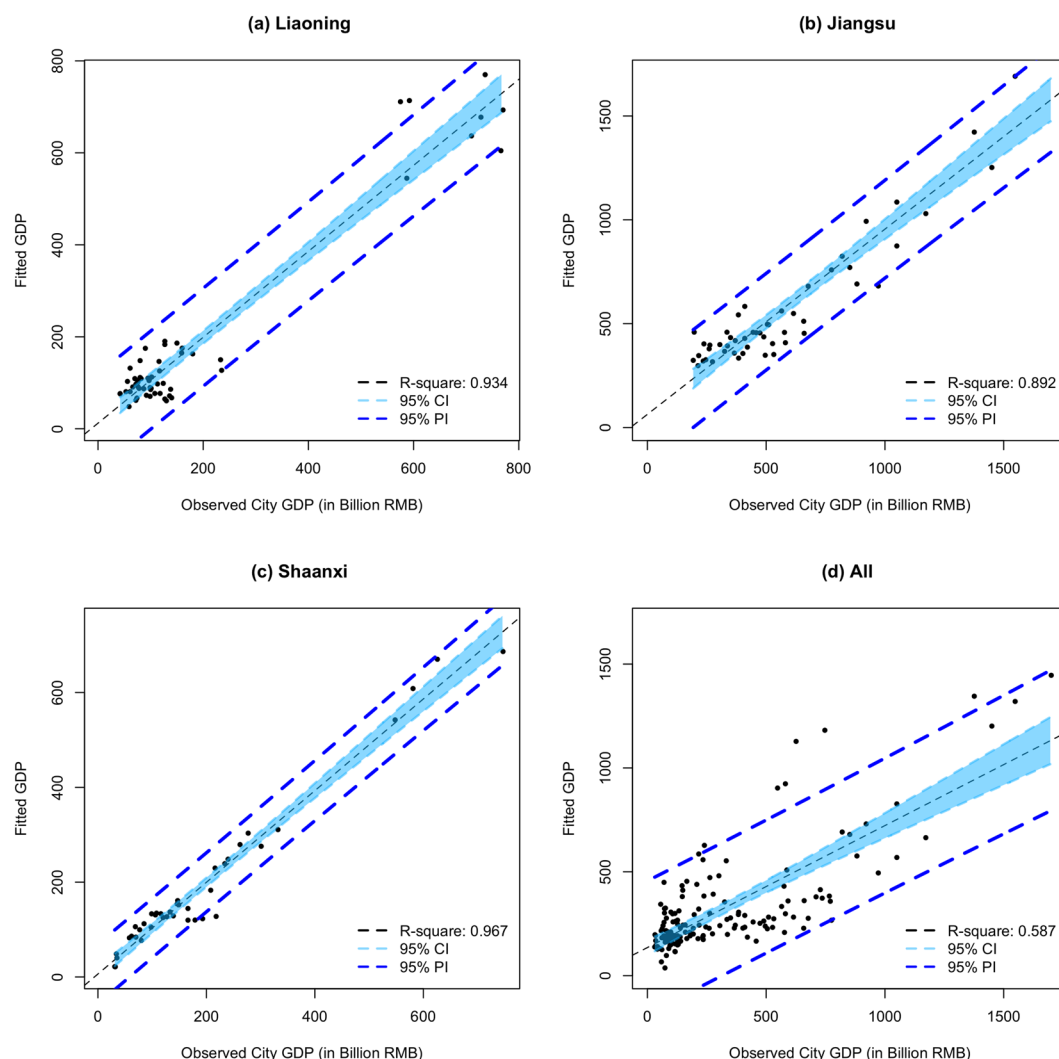 (a) Liaoning
Fitted GDP
0 200 400 600 800
R-square: 0.934
95% CI
95% PI
0 200 400 600 800
Observed City GDP (in Billion RMB)
(b) Jiangsu
Fitted GDP
0 500 1000 1500
R-square: 0.892
95% CI
95% PI
0 500 1000 1500
Observed City GDP (in Billion RMB)
(c) Shaanxi
Fitted GDP
0 200 400 600
R-square: 0.967
95% CI
95% PI
0 200 400 600
Observed City GDP (in Billion RMB)
(d) All
Fitted GDP
0 500 1000 1500
R-square: 0.587
95% CI
95% PI
0 500 1000 1500
Observed City GDP (in Billion RMB)